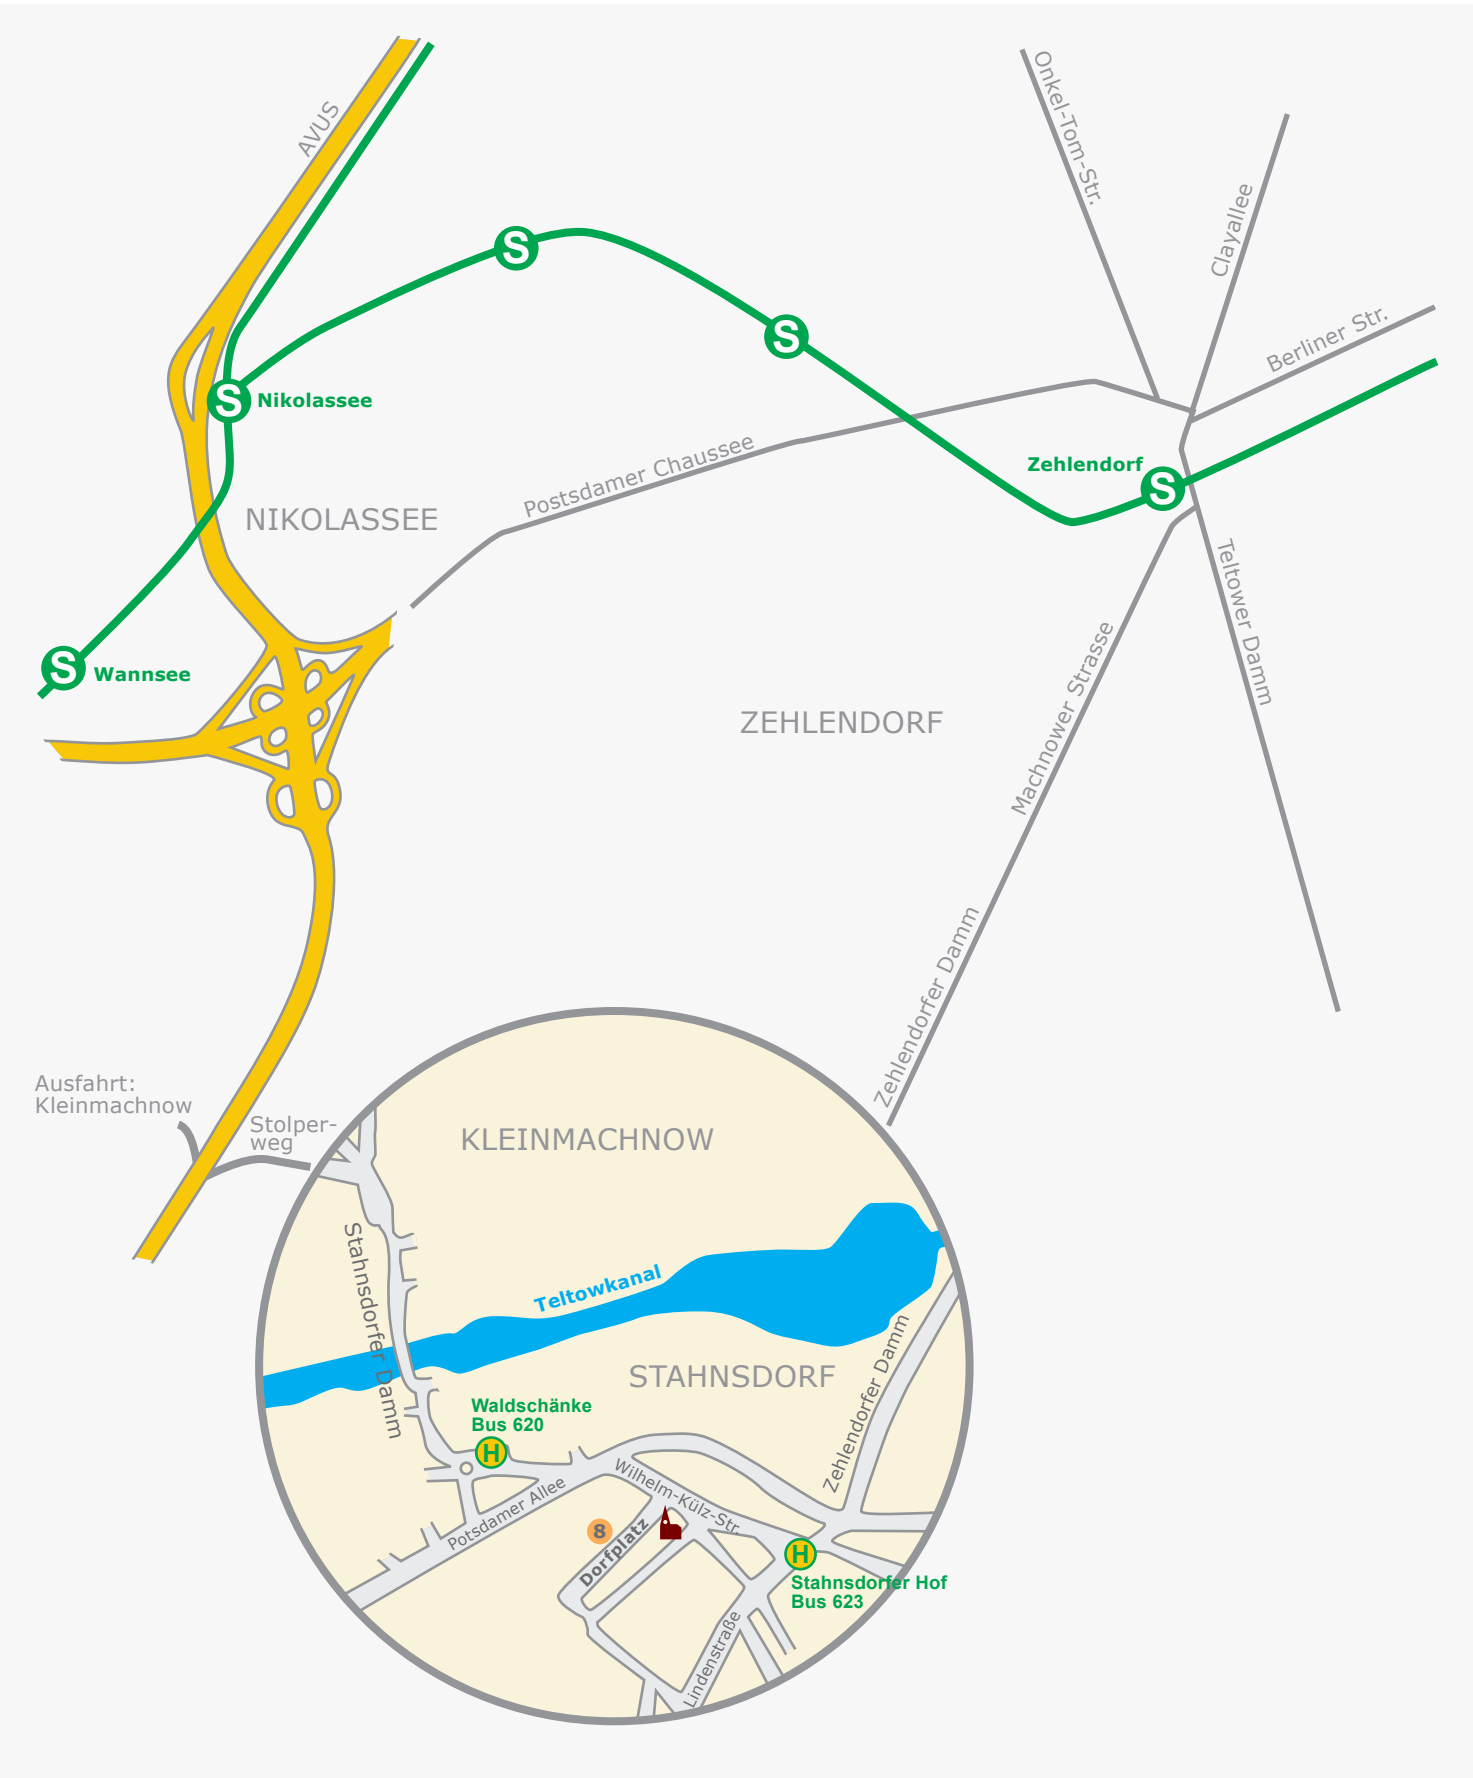 AVUS
Onkel-Tom-Str.
Clayallee
Berliner Str.
S
S
S
Nikolassee
Postsdamer Chaussee
Zehlendorf
S
NIKOLASSEE
Teltower Damm
S
Wannsee
Machnower Strasse
ZEHLENDORF
Zehlendorfer Damm
Ausfahrt:
Kleinmachnow
Stolper-
weg
KLEINMACHNOW
Stahnsdorfer Damm
Teltowkanal
STAHNSDORF
Zehlendorfer Damm
Waldschänke
Bus 620
H
Wilhelm-Külz-Str.
Potsdamer Allee
8
Dorfplatz
H
Stahnsdorfer Hof
Bus 623
Lindenstraße